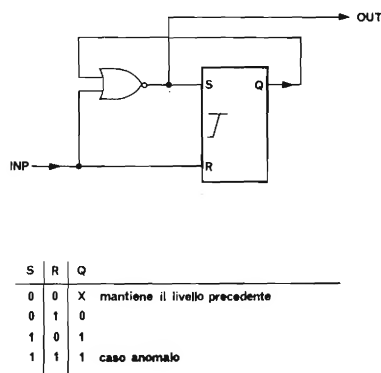 OUT
S Q
R
INP
S R Q
0 0 X mantiene il livello precedente
0 1 0
1 0 1
1 1 1 caso anomalo